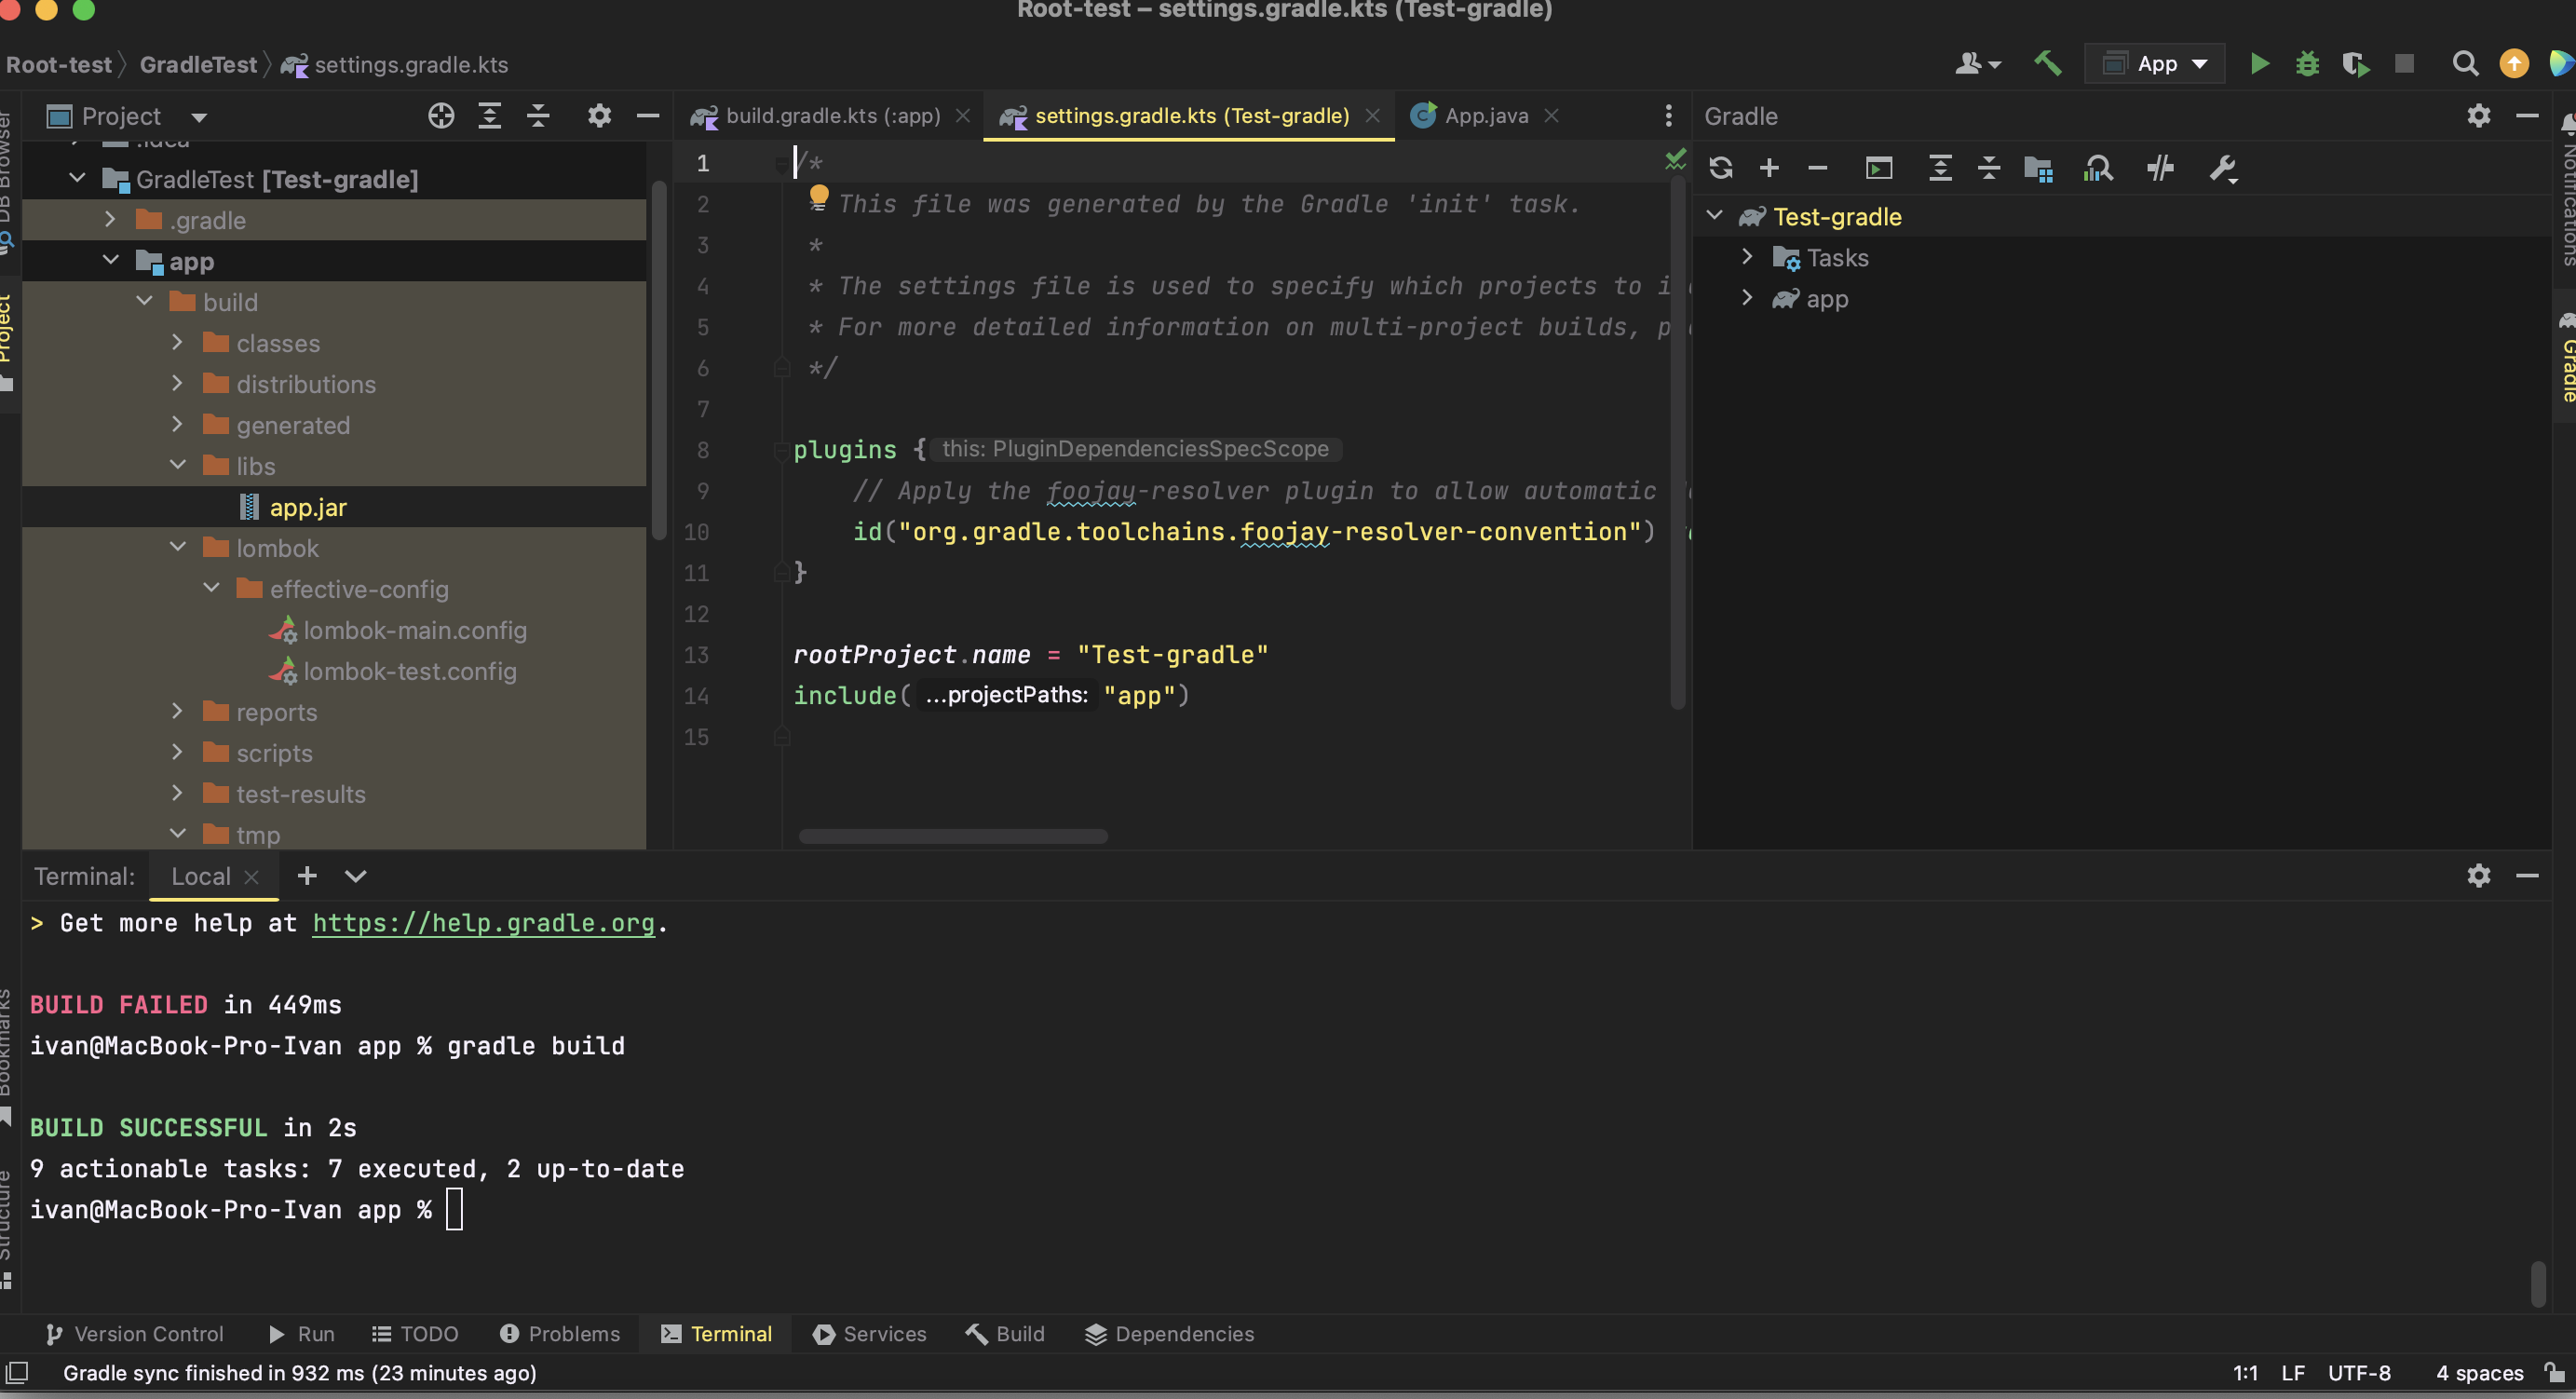 Root-test – settings.gradle.kts (Test-gradle)
Root-test GradleTest settings.gradle.kts
App
Project
build.gradle.kts (:app)
settings.gradle.kts (Test-gradle)
App.java
Gradle
DB Browser
Project
Bookmarks
Structure
Notifications
Gradle
.idea
GradleTest [Test-gradle]
.gradle
app
build
classes
distributions
generated
libs
app.jar
lombok
effective-config
lombok-main.config
lombok-test.config
reports
scripts
test-results
tmp
1 /*
2 This file was generated by the Gradle 'init' task.
3 *
4 * The settings file is used to specify which projects to i
5 * For more detailed information on multi-project builds, p
6 */
7
8 plugins { this: PluginDependenciesSpecScope
9 // Apply the foojay-resolver plugin to allow automatic
10 id("org.gradle.toolchains.foojay-resolver-convention")
11 }
12
13 rootProject.name = "Test-gradle"
14 include( ...projectPaths: "app")
15
Test-gradle
Tasks
app
Terminal: Local
> Get more help at https://help.gradle.org.
BUILD FAILED in 449ms
ivan@MacBook-Pro-Ivan app % gradle build
BUILD SUCCESSFUL in 2s
9 actionable tasks: 7 executed, 2 up-to-date
ivan@MacBook-Pro-Ivan app %
Version Control Run TODO Problems Terminal Services Build Dependencies
Gradle sync finished in 932 ms (23 minutes ago)
1:1 LF UTF-8 4 spaces